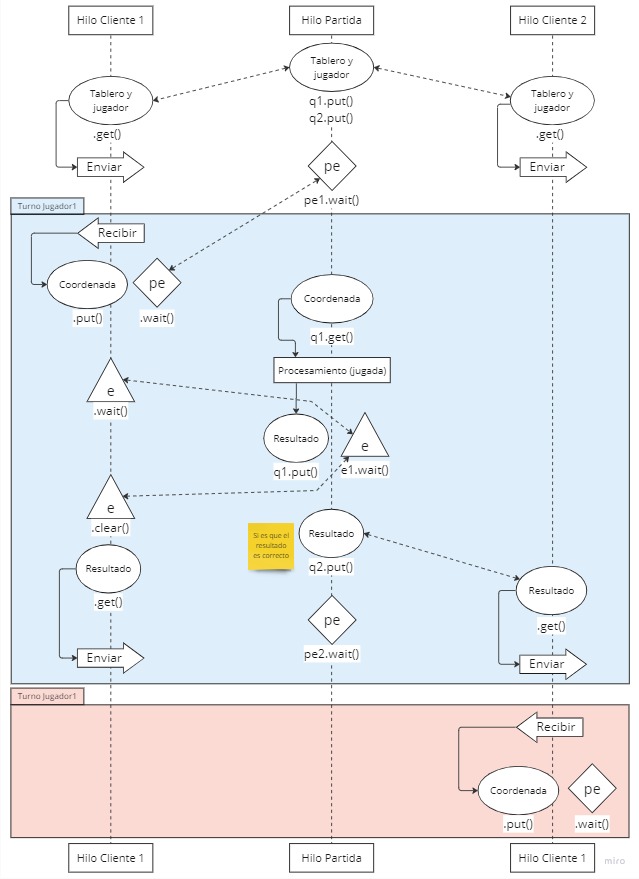 Hilo Cliente 1
Hilo Partida
Hilo Cliente 2
Tablero y
jugador
Tablero y
jugador
Tablero y
jugador
q1.put()
q2.put()
.get()
.get()
Enviar
pe
Enviar
pe1.wait()
Turno Jugador1
Recibir
Coordenada
pe
Coordenada
.put()
.wait()
q1.get()
Procesamiento (jugada)
e
.wait()
Resultado
e
q1.put()
e1.wait()
e
.clear()
Si es que el
resultado
es correcto
Resultado
q2.put()
Resultado
.get()
Resultado
.get()
pe
pe2.wait()
Enviar
Enviar
Turno Jugador1
Recibir
Coordenada
pe
.put()
.wait()
Hilo Cliente 1
Hilo Partida
Hilo Cliente 1
miro